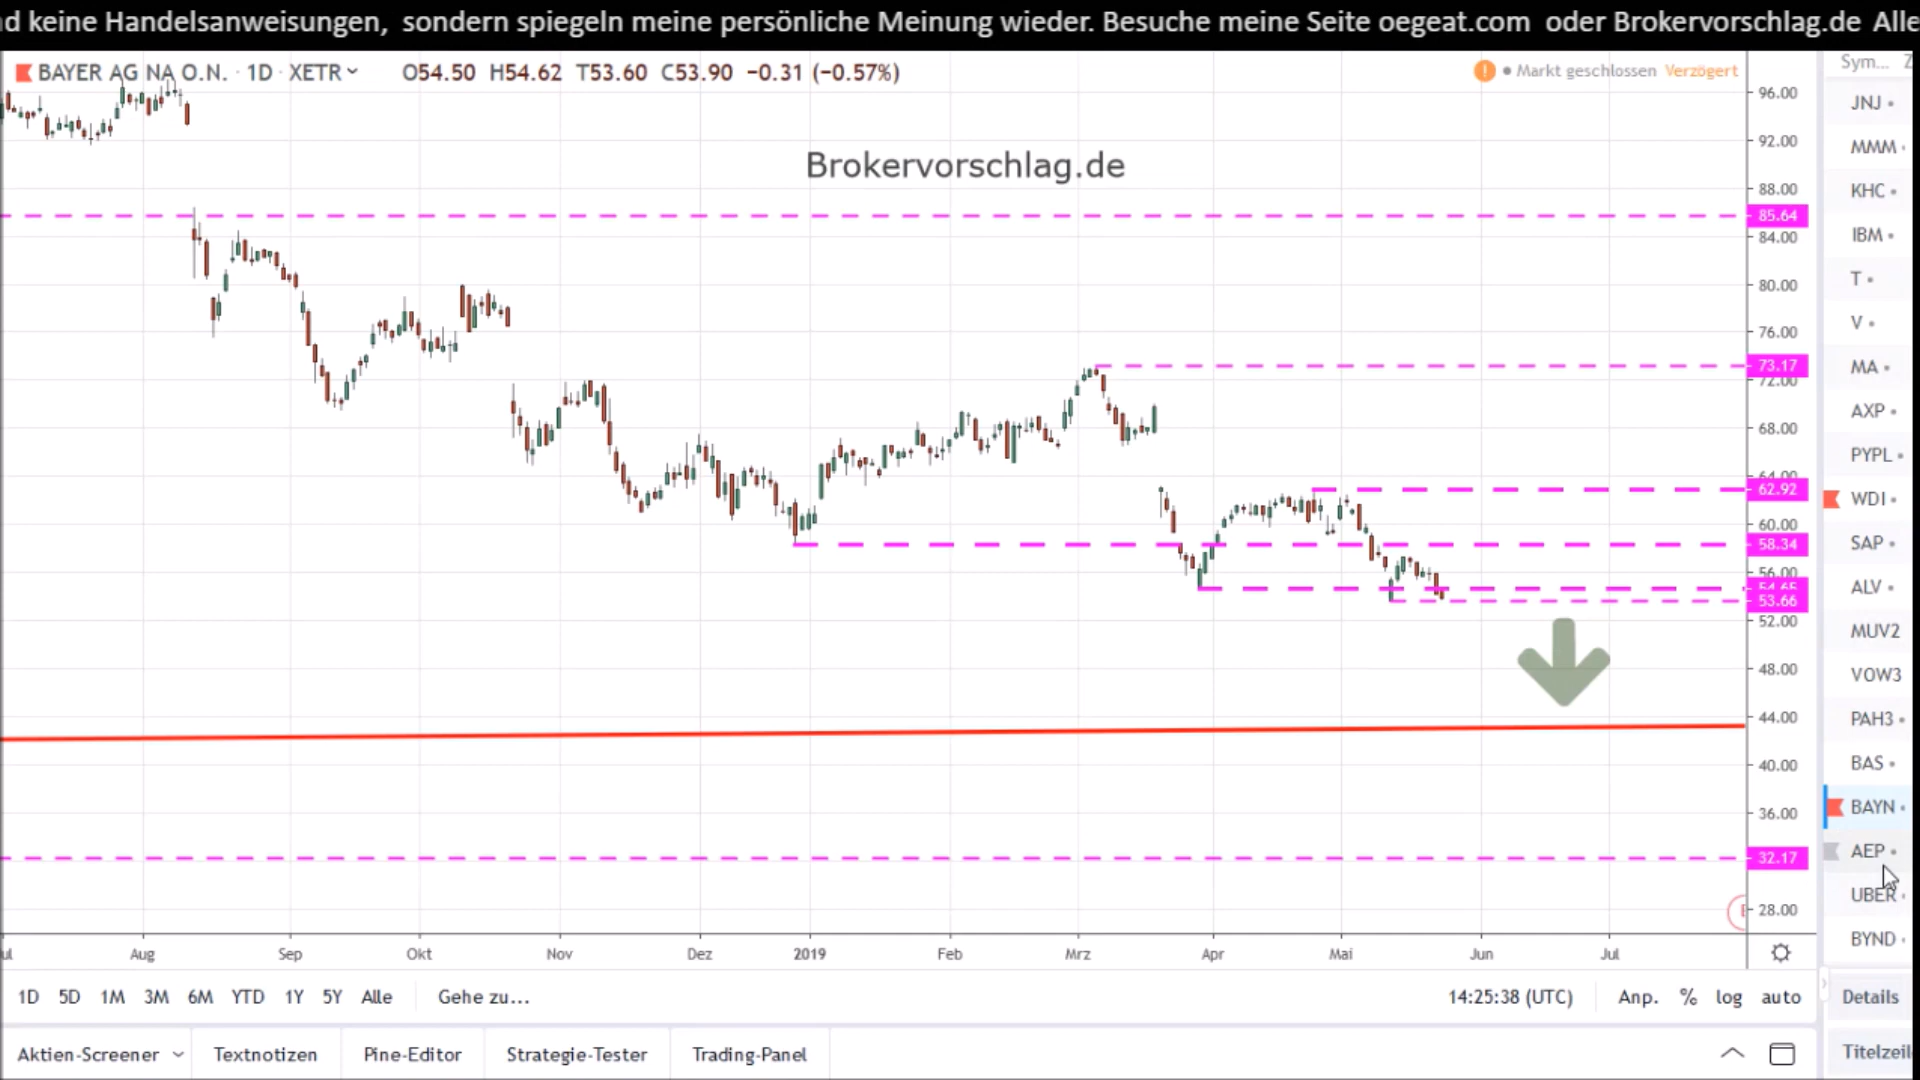 d keine Handelsanweisungen, sondern spiegeln meine persönliche Meinung wieder. Besuche meine Seite oegeat.com oder Brokervorschlag.de Alle
BAYER AG NA O.N. · 1D · XETR O54.50 H54.62 T53.60 C53.90 −0.31 (−0.57%)
Markt geschlossen Verzögert
Brokervorschlag.de
96.00
92.00
88.00
85.64
84.00
80.00
76.00
73.17
72.00
68.00
64.00
62.92
60.00
58.34
56.00
54.65
53.66
52.00
48.00
44.00
40.00
36.00
32.17
28.00
Aug Sep Okt Nov Dez 2019 Feb Mrz Apr Mai Jun Jul
Sym...
JNJ
MMM
KHC
IBM
T
V
MA
AXP
PYPL
WDI
SAP
ALV
MUV2
VOW3
PAH3
BAS
BAYN
AEP
UBER
BYND
1D 5D 1M 3M 6M YTD 1Y 5Y Alle Gehe zu... 14:25:38 (UTC) Anp. % log auto
Details
Aktien-Screener Textnotizen Pine-Editor Strategie-Tester Trading-Panel
Titelzeil